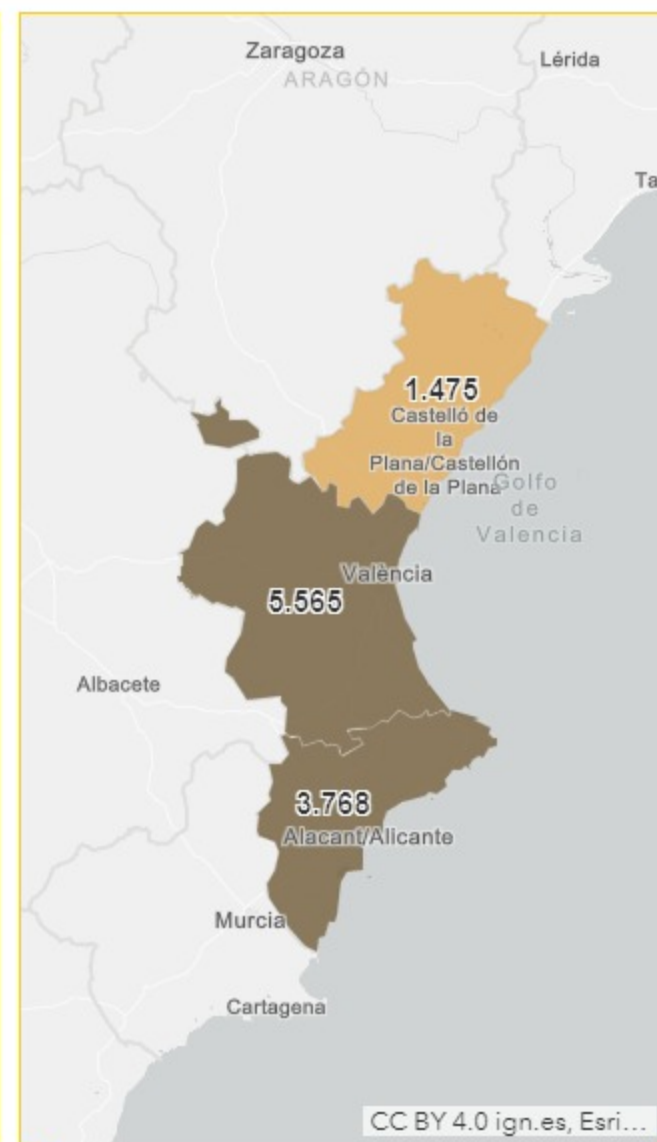 Zaragoza
ARAGÓN
Lérida
Ta
1.475
Castelló de
la
Plana/Castellón
de la Plana
Golfo
de
Valencia
València
5.565
Albacete
3.768
Alacant/Alicante
Murcia
Cartagena
CC BY 4.0 ign.es, Esri...